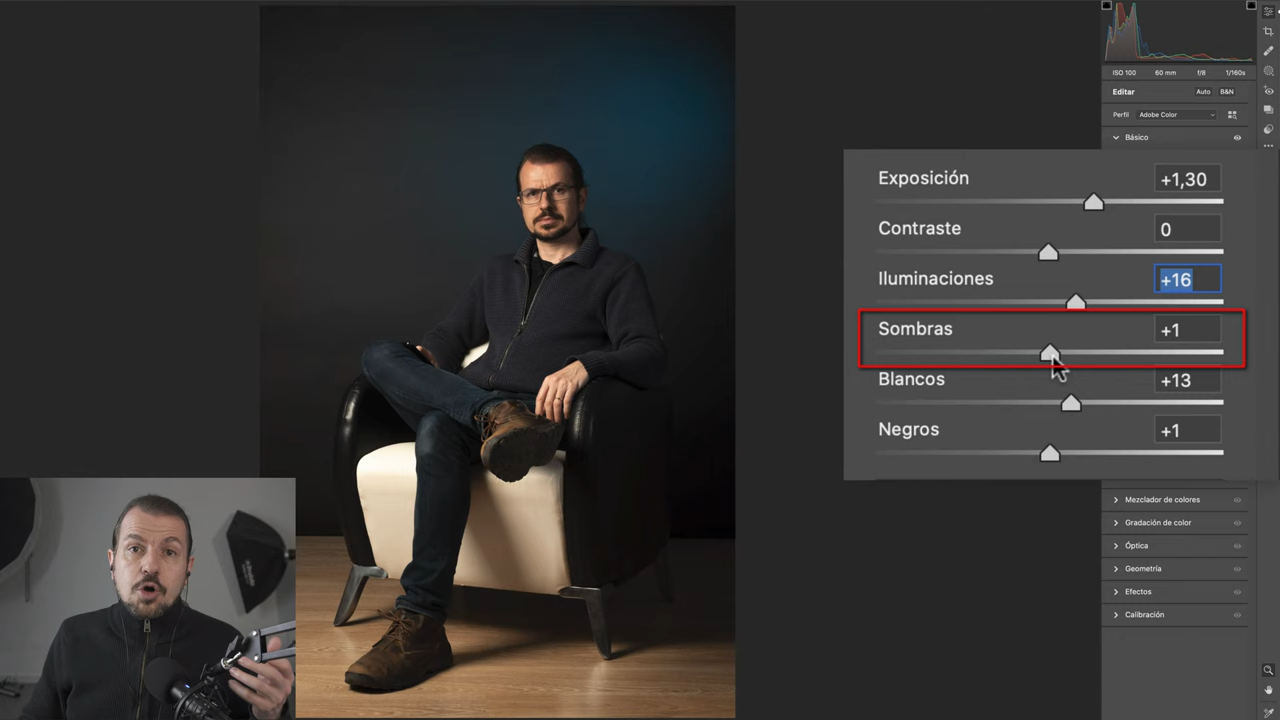 ISO 100 60 mm f/8 1/160s
Editar Auto B&N
Perfil Adobe Color
Básico
Exposición +1,30
Contraste 0
Iluminaciones +16
Sombras +1
Blancos +13
Negros +1
Mezclador de colores
Gradación de color
Óptica
Geometría
Efectos
Calibración